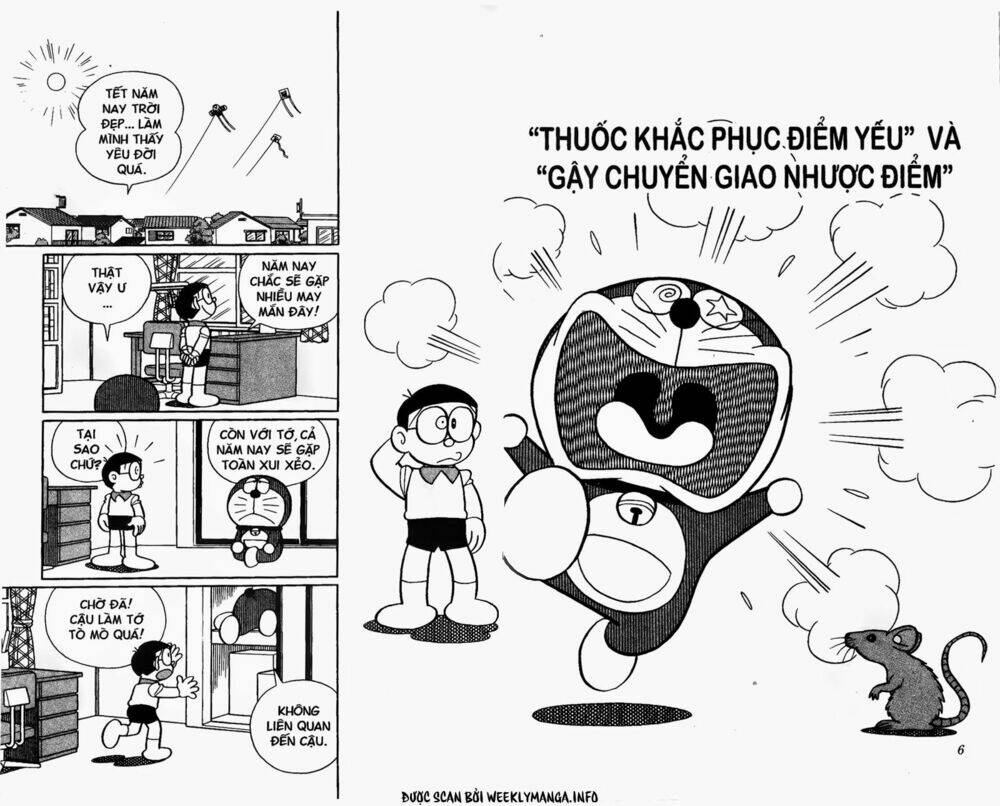 “THUỐC KHẮC PHỤC ĐIỂM YẾU” VÀ
“GẬY CHUYỂN GIAO NHƯỢC ĐIỂM”
6
TẾT NĂM
NAY TRỜI
ĐẸP... LÀM
MÌNH THẤY
YÊU ĐỜI
QUÁ.
THẬT
VẬY Ư
...
NĂM NAY
CHẮC SẼ GẶP
NHIỀU MAY
MẮN ĐÂY!
TẠI
SAO
CHỨ?
CÒN VỚI TỚ, CẢ
NĂM NAY SẼ GẶP
TOÀN XUI XẺO.
CHỜ ĐÃ!
CẬU LÀM TỚ
TÒ MÒ QUÁ!
KHÔNG
LIÊN QUAN
ĐẾN CẬU.
ĐƯỢC SCAN BỞI WEEKLYMANGA.INFO